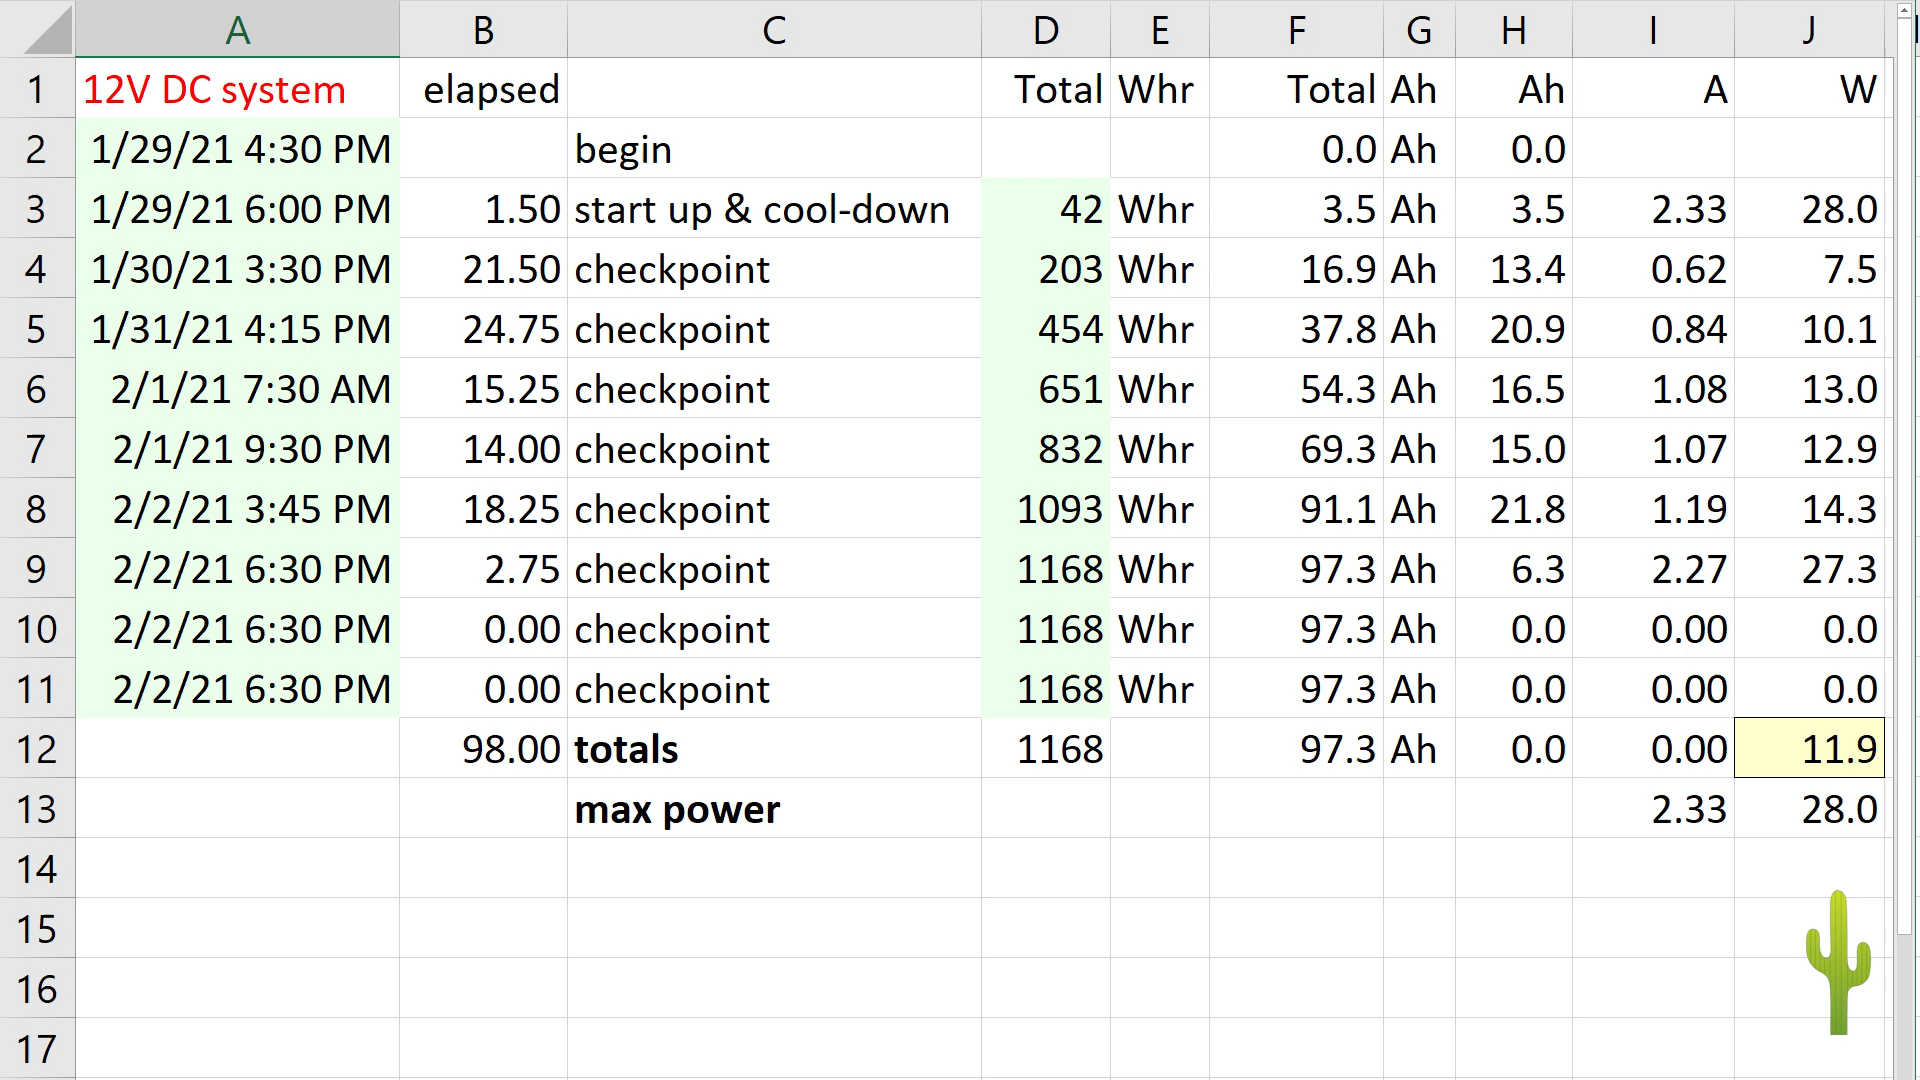 A B C D E F G H I J
1 12V DC system elapsed Total Whr Total Ah Ah A W
2 1/29/21 4:30 PM begin 0.0 Ah 0.0
3 1/29/21 6:00 PM 1.50 start up & cool-down 42 Whr 3.5 Ah 3.5 2.33 28.0
4 1/30/21 3:30 PM 21.50 checkpoint 203 Whr 16.9 Ah 13.4 0.62 7.5
5 1/31/21 4:15 PM 24.75 checkpoint 454 Whr 37.8 Ah 20.9 0.84 10.1
6 2/1/21 7:30 AM 15.25 checkpoint 651 Whr 54.3 Ah 16.5 1.08 13.0
7 2/1/21 9:30 PM 14.00 checkpoint 832 Whr 69.3 Ah 15.0 1.07 12.9
8 2/2/21 3:45 PM 18.25 checkpoint 1093 Whr 91.1 Ah 21.8 1.19 14.3
9 2/2/21 6:30 PM 2.75 checkpoint 1168 Whr 97.3 Ah 6.3 2.27 27.3
10 2/2/21 6:30 PM 0.00 checkpoint 1168 Whr 97.3 Ah 0.0 0.00 0.0
11 2/2/21 6:30 PM 0.00 checkpoint 1168 Whr 97.3 Ah 0.0 0.00 0.0
12 98.00 totals 1168 97.3 Ah 0.0 0.00 11.9
13 max power 2.33 28.0
14
15
16
17